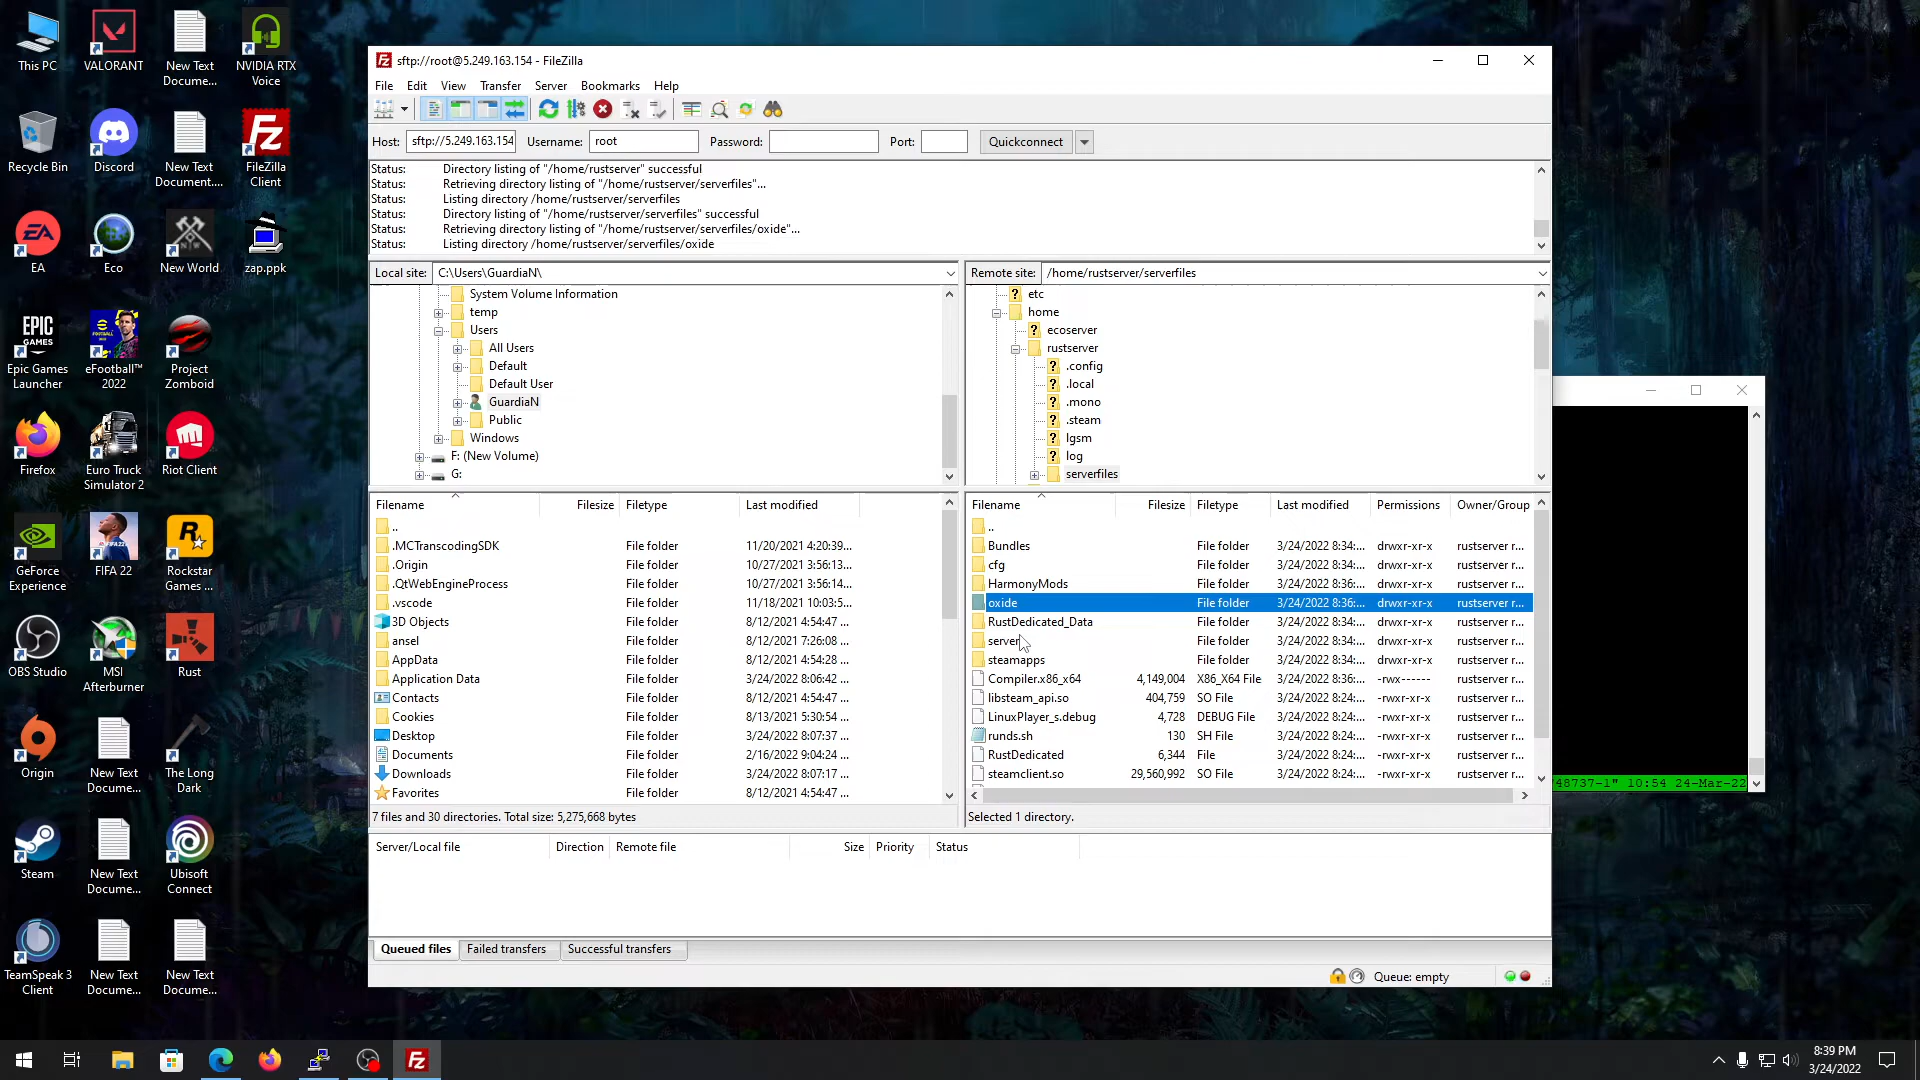 This PC
VALORANT
New Text
Docume...
NVIDIA RTX
Voice
Recycle Bin
Discord
New Text
Document....
FileZilla
Client
EA
Eco
New World
zap.ppk
Epic Games
Launcher
eFootball™
2022
Project
Zomboid
Firefox
Euro Truck
Simulator 2
Riot Client
GeForce
Experience
FIFA 22
Rockstar
Games ...
OBS Studio
MSI
Afterburner
Rust
Origin
New Text
Docume...
The Long
Dark
Steam
New Text
Docume...
Ubisoft
Connect
TeamSpeak 3
Client
New Text
Docume...
New Text
Docume...
sftp://root@5.249.163.154 - FileZilla
File Edit View Transfer Server Bookmarks Help
Host: sftp://5.249.163.154 Username: root Password: Port: Quickconnect
Status: Directory listing of "/home/rustserver" successful
Status: Retrieving directory listing of "/home/rustserver/serverfiles"...
Status: Listing directory /home/rustserver/serverfiles
Status: Directory listing of "/home/rustserver/serverfiles" successful
Status: Retrieving directory listing of "/home/rustserver/serverfiles/oxide"...
Status: Listing directory /home/rustserver/serverfiles/oxide
Local site: C:\Users\GuardiaN\
System Volume Information
temp
Users
All Users
Default
Default User
GuardiaN
Public
Windows
F: (New Volume)
G:
Remote site: /home/rustserver/serverfiles
etc
home
ecoserver
rustserver
.config
.local
.mono
.steam
lgsm
log
serverfiles
Filename Filesize Filetype Last modified
..
.MCTranscodingSDK File folder 11/20/2021 4:20:39...
.Origin File folder 10/27/2021 3:56:13...
.QtWebEngineProcess File folder 10/27/2021 3:56:14...
.vscode File folder 11/18/2021 10:03:5...
3D Objects File folder 8/12/2021 4:54:47 ...
ansel File folder 8/12/2021 7:26:08 ...
AppData File folder 8/12/2021 4:54:28 ...
Application Data File folder 3/24/2022 8:06:42 ...
Contacts File folder 8/12/2021 4:54:47 ...
Cookies File folder 8/13/2021 5:30:54 ...
Desktop File folder 3/24/2022 8:07:37 ...
Documents File folder 2/16/2022 9:04:24 ...
Downloads File folder 3/24/2022 8:07:17 ...
Favorites File folder 8/12/2021 4:54:47 ...
7 files and 30 directories. Total size: 5,275,668 bytes
Filename Filesize Filetype Last modified Permissions Owner/Group
..
Bundles File folder 3/24/2022 8:34:... drwxr-xr-x rustserver r...
cfg File folder 3/24/2022 8:34:... drwxr-xr-x rustserver r...
HarmonyMods File folder 3/24/2022 8:36:... drwxr-xr-x rustserver r...
oxide File folder 3/24/2022 8:36:... drwxr-xr-x rustserver r...
RustDedicated_Data File folder 3/24/2022 8:34:... drwxr-xr-x rustserver r...
server File folder 3/24/2022 8:34:... drwxr-xr-x rustserver r...
steamapps File folder 3/24/2022 8:34:... drwxr-xr-x rustserver r...
Compiler.x86_x64 4,149,004 X86_X64 File 3/24/2022 8:36:... -rwx------ rustserver r...
libsteam_api.so 404,759 SO File 3/24/2022 8:24:... -rwxr-xr-x rustserver r...
LinuxPlayer_s.debug 4,728 DEBUG File 3/24/2022 8:24:... -rwxr-xr-x rustserver r...
runds.sh 130 SH File 3/24/2022 8:24:... -rwxr-xr-x rustserver r...
RustDedicated 6,344 File 3/24/2022 8:24:... -rwxr-xr-x rustserver r...
steamclient.so 29,560,992 SO File 3/24/2022 8:24:... -rwxr-xr-x rustserver r...
Selected 1 directory.
Server/Local file Direction Remote file Size Priority Status
Queued files Failed transfers Successful transfers
Queue: empty
48737-1" 10:54 24-Mar-22
8:39 PM
3/24/2022